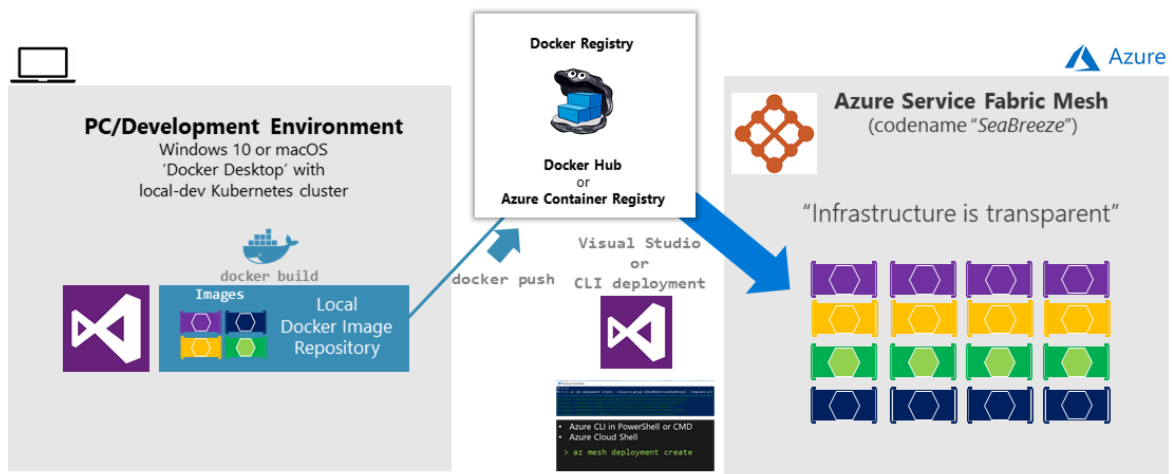 PC/Development Environment
Windows 10 or macOS
'Docker Desktop' with
local-dev Kubernetes cluster
docker build
Images
Local
Docker Image
Repository
Docker Registry
Docker Hub
or
Azure Container Registry
docker push
Visual Studio
or
CLI deployment
• Azure CLI in PowerShell or CMD
• Azure Cloud Shell
> az mesh deployment create
Azure
Azure Service Fabric Mesh
(codename "SeaBreeze")
"Infrastructure is transparent"